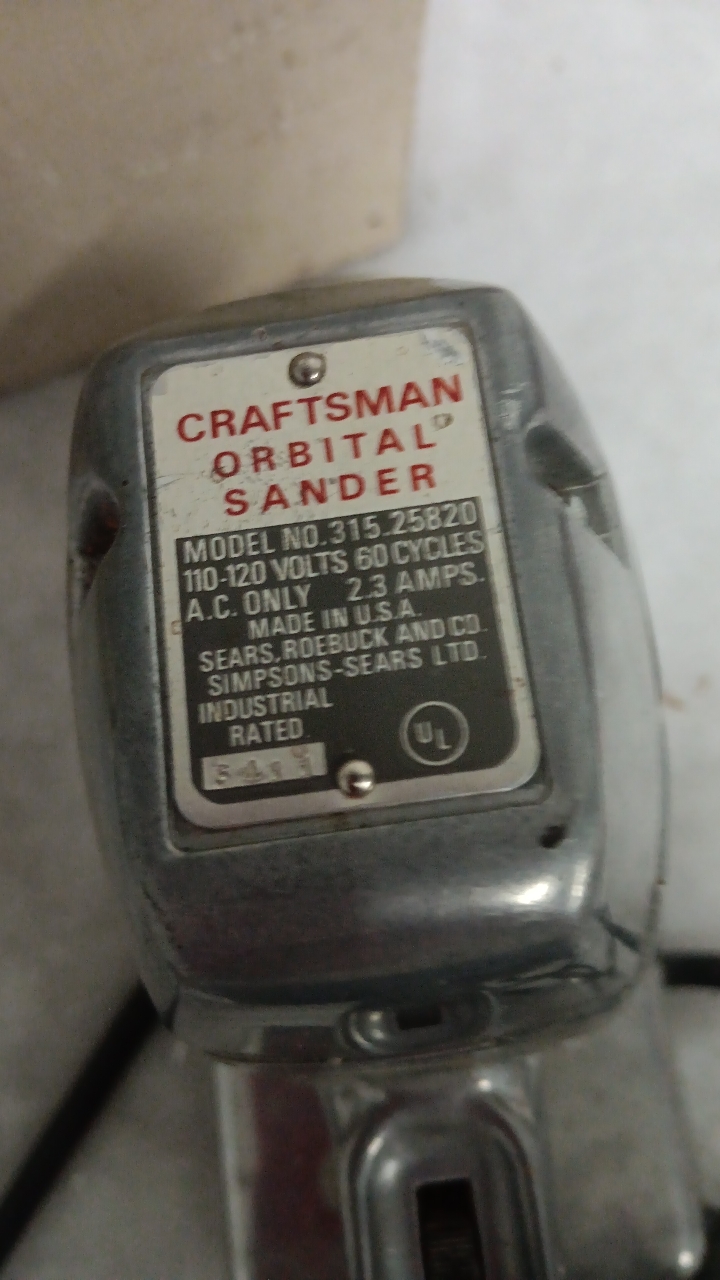 CRAFTSMAN
ORBITAL
SANDER
MODEL NO.315.25820
110-120 VOLTS 60 CYCLES
A.C. ONLY 2.3 AMPS.
MADE IN U.S.A.
SEARS, ROEBUCK AND CO.
SIMPSONS-SEARS LTD.
INDUSTRIAL
RATED
UL